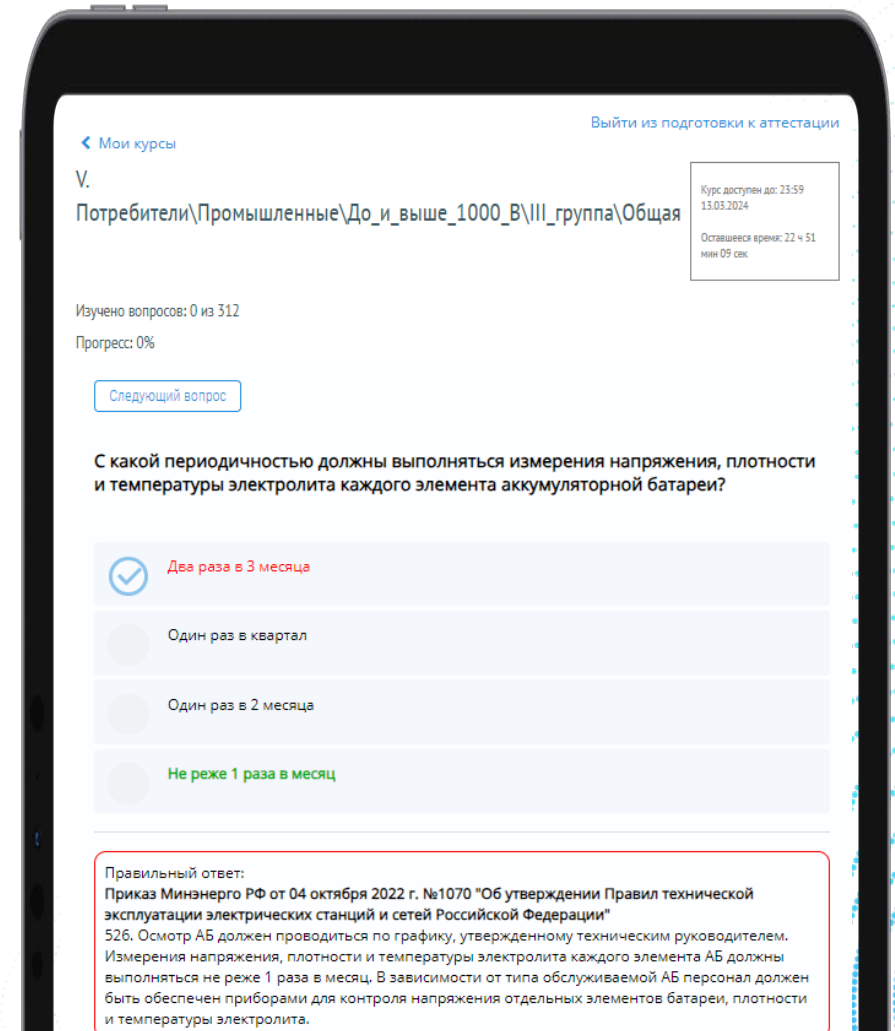 Выйти из подготовки к аттестации
Мои курсы
V.
Потребители\Промышленные\До_и_выше_1000_В\III_группа\Общая
Курс доступен до: 23:59
13.03.2024
Оставшееся время: 22 ч 51
мин 09 сек
Изучено вопросов: 0 из 312
Прогресс: 0%
Следующий вопрос
С какой периодичностью должны выполняться измерения напряжения, плотности
и температуры электролита каждого элемента аккумуляторной батареи?
Два раза в 3 месяца
Один раз в квартал
Один раз в 2 месяца
Не реже 1 раза в месяц
Правильный ответ:
Приказ Минэнерго РФ от 04 октября 2022 г. №1070 "Об утверждении Правил технической
эксплуатации электрических станций и сетей Российской Федерации"
526. Осмотр АБ должен проводиться по графику, утвержденному техническим руководителем.
Измерения напряжения, плотности и температуры электролита каждого элемента АБ должны
выполняться не реже 1 раза в месяц. В зависимости от типа обслуживаемой АБ персонал должен
быть обеспечен приборами для контроля напряжения отдельных элементов батареи, плотности
и температуры электролита.